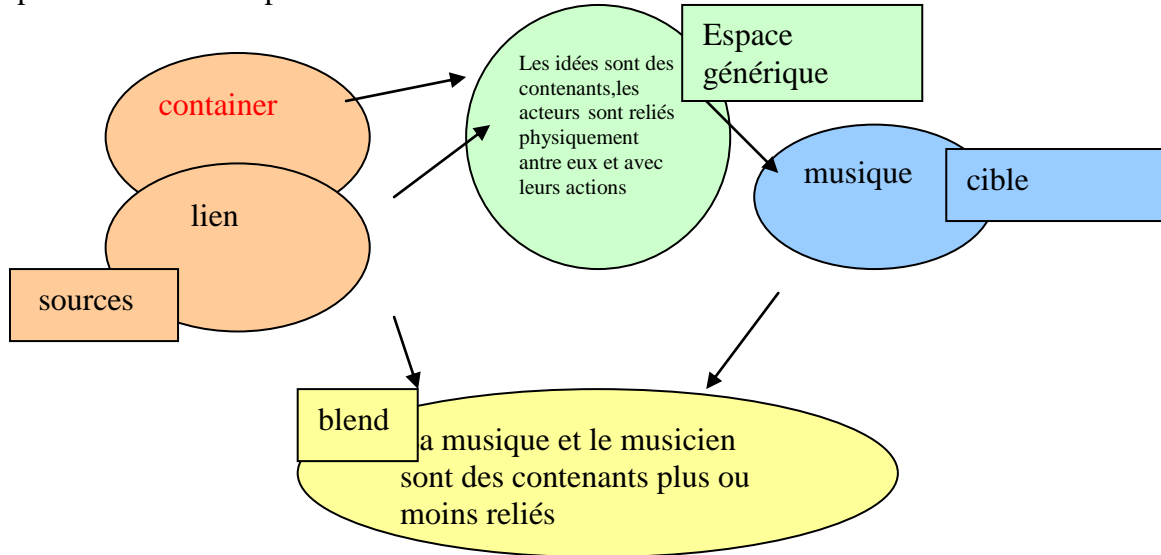 container
lien
sources
Les idées sont des
contenants,les
acteurs sont reliés
physiquement
antre eux et avec
leurs actions
Espace
générique
musique
cible
blend
a musique et le musicien
sont des contenants plus ou
moins reliés